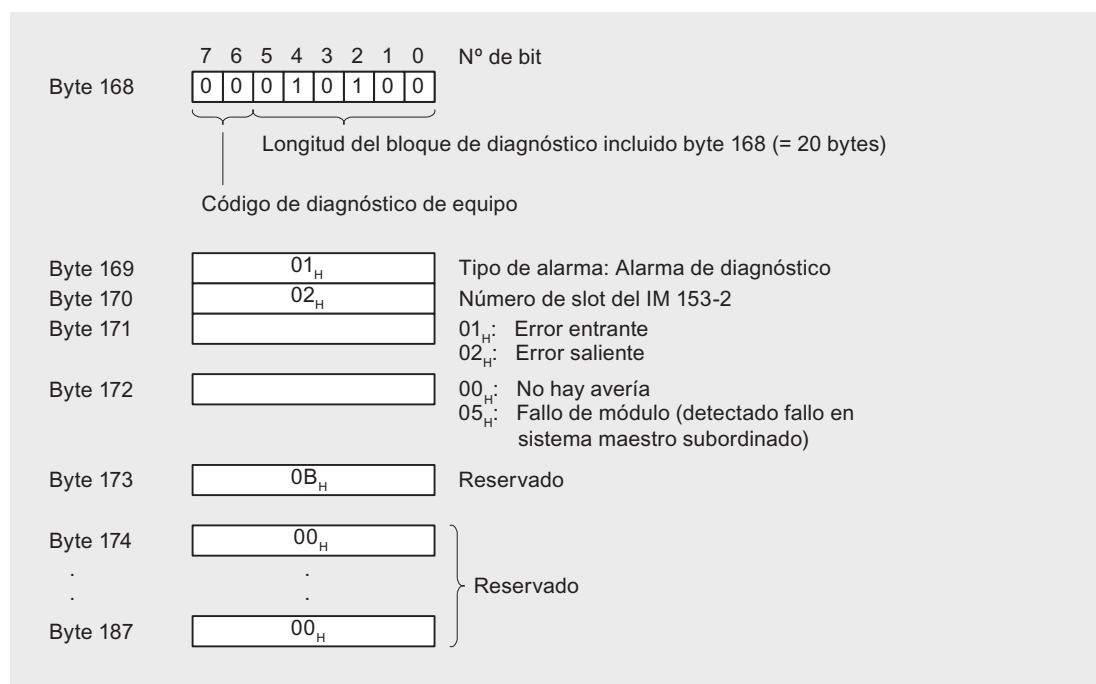 7 6 5 4 3 2 1 0 Nº de bit
Byte 168 0 0 0 1 0 1 0 0
Longitud del bloque de diagnóstico incluido byte 168 (= 20 bytes)
Código de diagnóstico de equipo
Byte 169 01H Tipo de alarma: Alarma de diagnóstico
Byte 170 02H Número de slot del IM 153-2
Byte 171 01H: Error entrante
02H: Error saliente
Byte 172 00H: No hay avería
05H: Fallo de módulo (detectado fallo en
sistema maestro subordinado)
Byte 173 0BH Reservado
Byte 174 00H
. .
. .
Reservado
Byte 187 00H